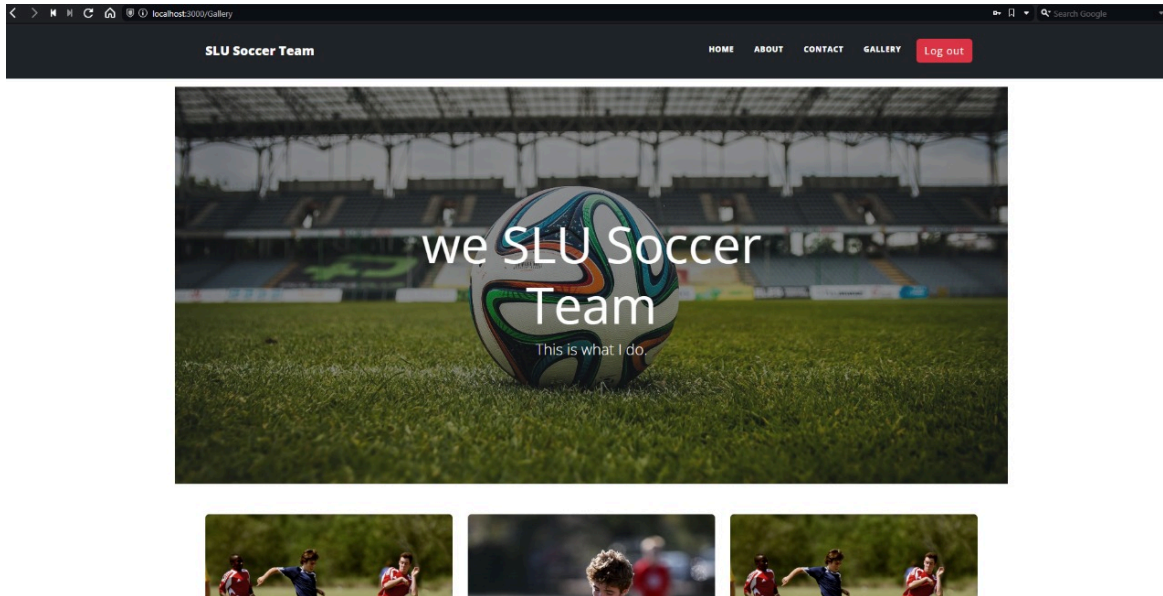 localhost:3000/Gallery
Search Google
SLU Soccer Team
HOME ABOUT CONTACT GALLERY Log out
we SLU Soccer
Team
This is what I do.